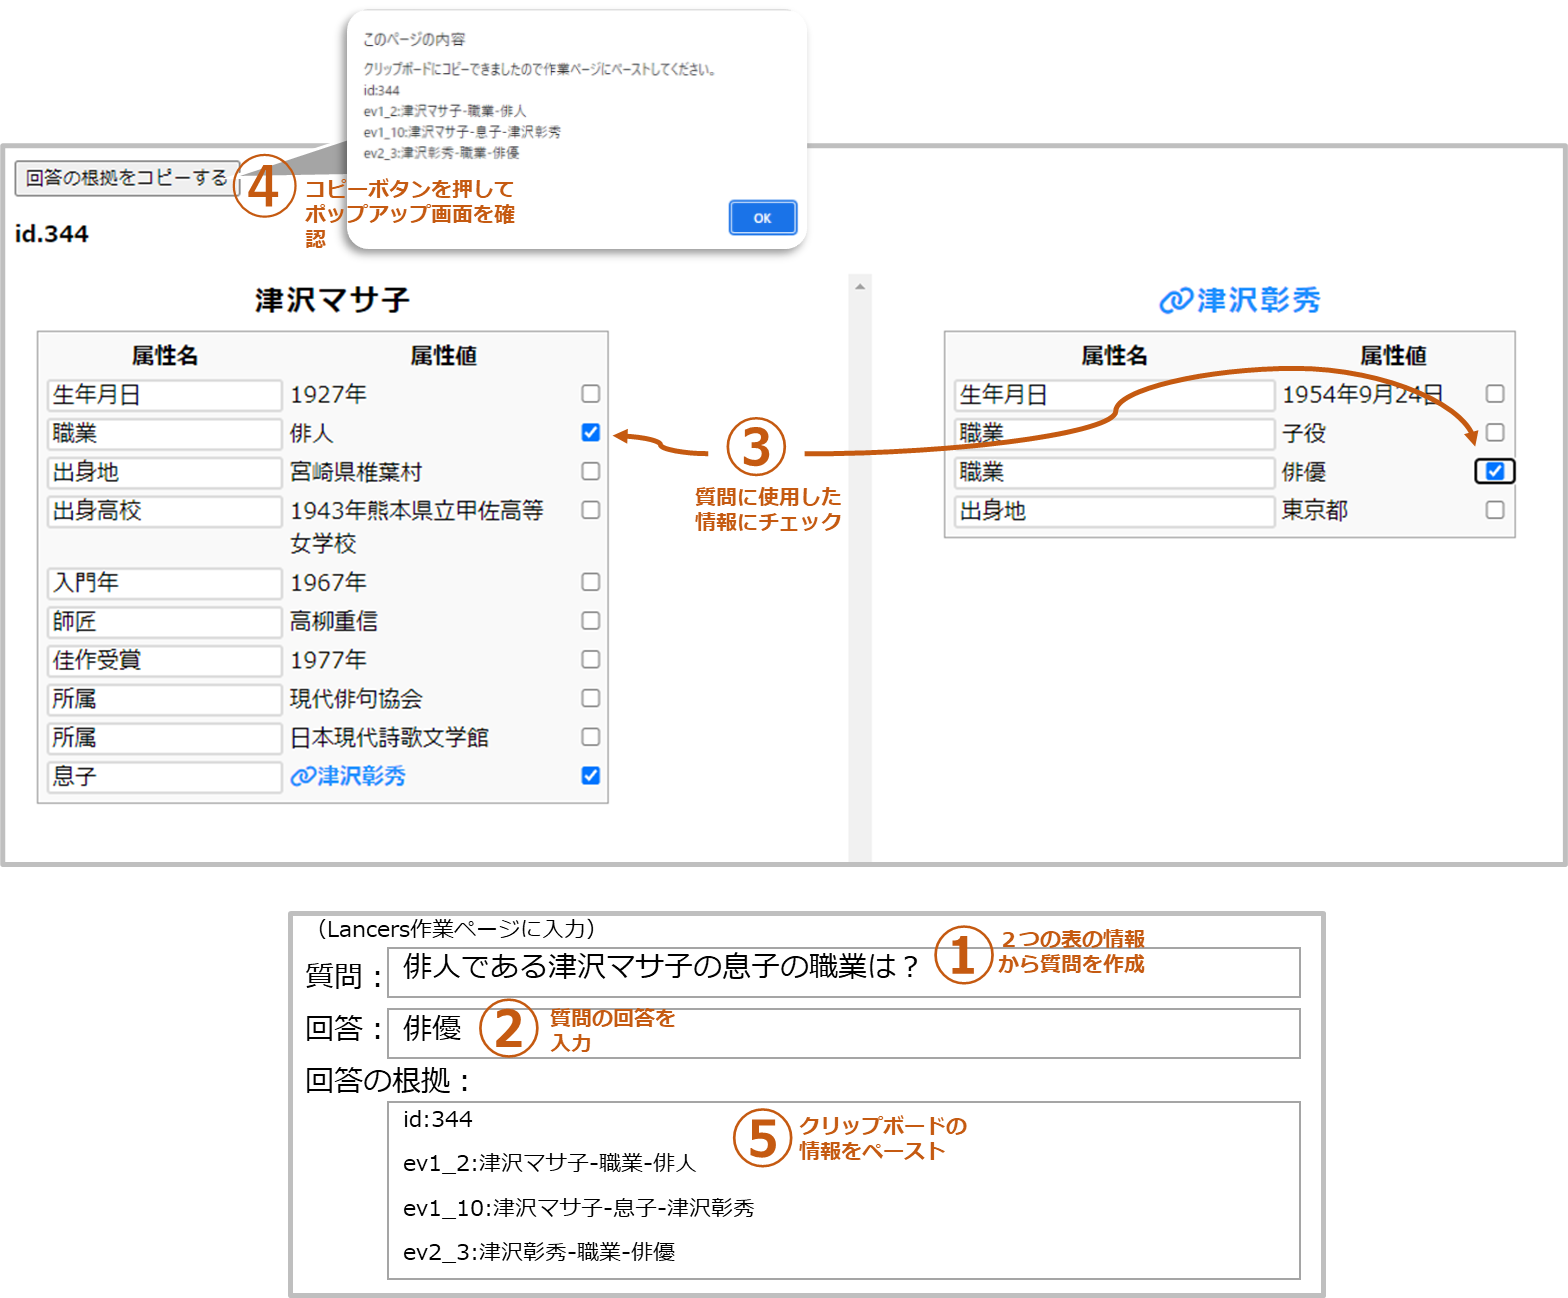 このページの内容
クリップボードにコピーできましたので作業ページにペーストしてください。
id:344
ev1_2:津沢マサ子-職業-俳人
ev1_10:津沢マサ子-息子-津沢彰秀
ev2_3:津沢彰秀-職業-俳優
OK
回答の根拠をコピーする
④
コピーボタンを押して
ポップアップ画面を確
認
id.344
津沢マサ子
属性名 属性値
生年月日 1927年
職業 俳人
出身地 宮崎県椎葉村
出身高校 1943年熊本県立甲佐高等
女学校
入門年 1967年
師匠 高柳重信
佳作受賞 1977年
所属 現代俳句協会
所属 日本現代詩歌文学館
息子 津沢彰秀
③
質問に使用した
情報にチェック
津沢彰秀
属性名 属性値
生年月日 1954年9月24日
職業 子役
職業 俳優
出身地 東京都
（Lancers作業ページに入力）
質問： 俳人である津沢マサ子の息子の職業は？
①
２つの表の情報
から質問を作成
回答： 俳優
②
質問の回答を
入力
回答の根拠：
id:344
ev1_2:津沢マサ子-職業-俳人
ev1_10:津沢マサ子-息子-津沢彰秀
ev2_3:津沢彰秀-職業-俳優
⑤
クリップボードの
情報をペースト